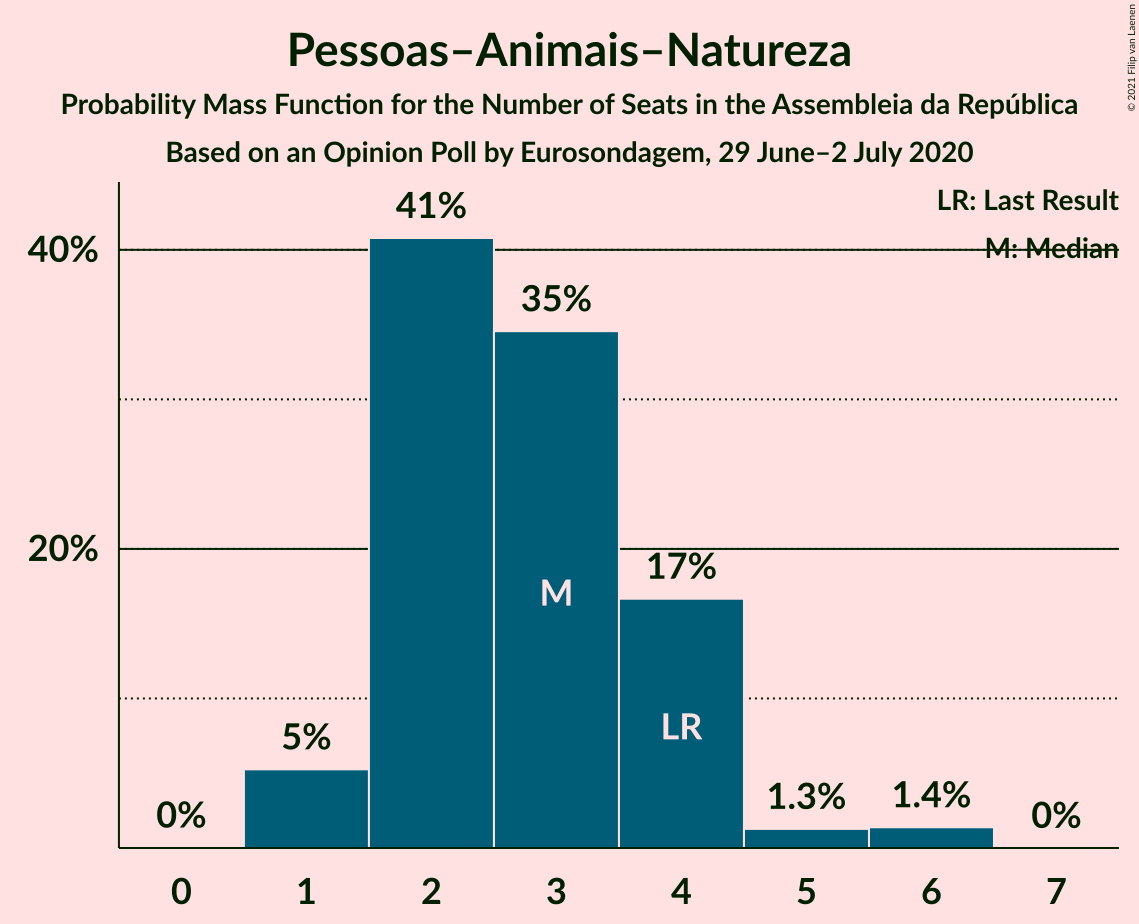 Pessoas–Animais–Natureza
Probability Mass Function for the Number of Seats in the Assembleia da República
Based on an Opinion Poll by Eurosondagem, 29 June–2 July 2020
© 2021 Filip van Laenen
LR: Last Result
M: Median
40%
20%
0%
5%
41%
35%
17%
1.3%
1.4%
0%
M
LR
0 1 2 3 4 5 6 7